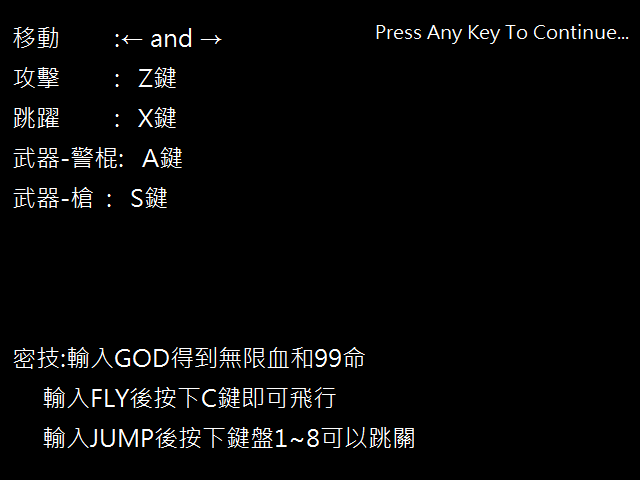 移動 :← and →
Press Any Key To Continue...
攻擊 : Z鍵
跳躍 : X鍵
武器-警棍: A鍵
武器-槍 : S鍵
密技:輸入GOD得到無限血和99命
輸入FLY後按下C鍵即可飛行
輸入JUMP後按下鍵盤1~8可以跳關